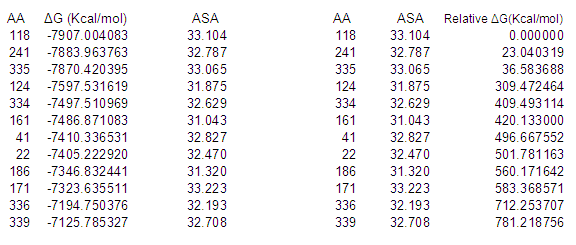 AA ΔG (Kcal/mol) ASA AA ASA Relative ΔG(Kcal/mol)
118 -7907.004083 33.104 118 33.104 0.000000
241 -7883.963763 32.787 241 32.787 23.040319
335 -7870.420395 33.065 335 33.065 36.583688
124 -7597.531619 31.875 124 31.875 309.472464
334 -7497.510969 32.629 334 32.629 409.493114
161 -7486.871083 31.043 161 31.043 420.133000
41 -7410.336531 32.827 41 32.827 496.667552
22 -7405.222920 32.470 22 32.470 501.781163
186 -7346.832441 31.320 186 31.320 560.171642
171 -7323.635511 33.223 171 33.223 583.368571
336 -7194.750376 32.193 336 32.193 712.253707
339 -7125.785327 32.708 339 32.708 781.218756